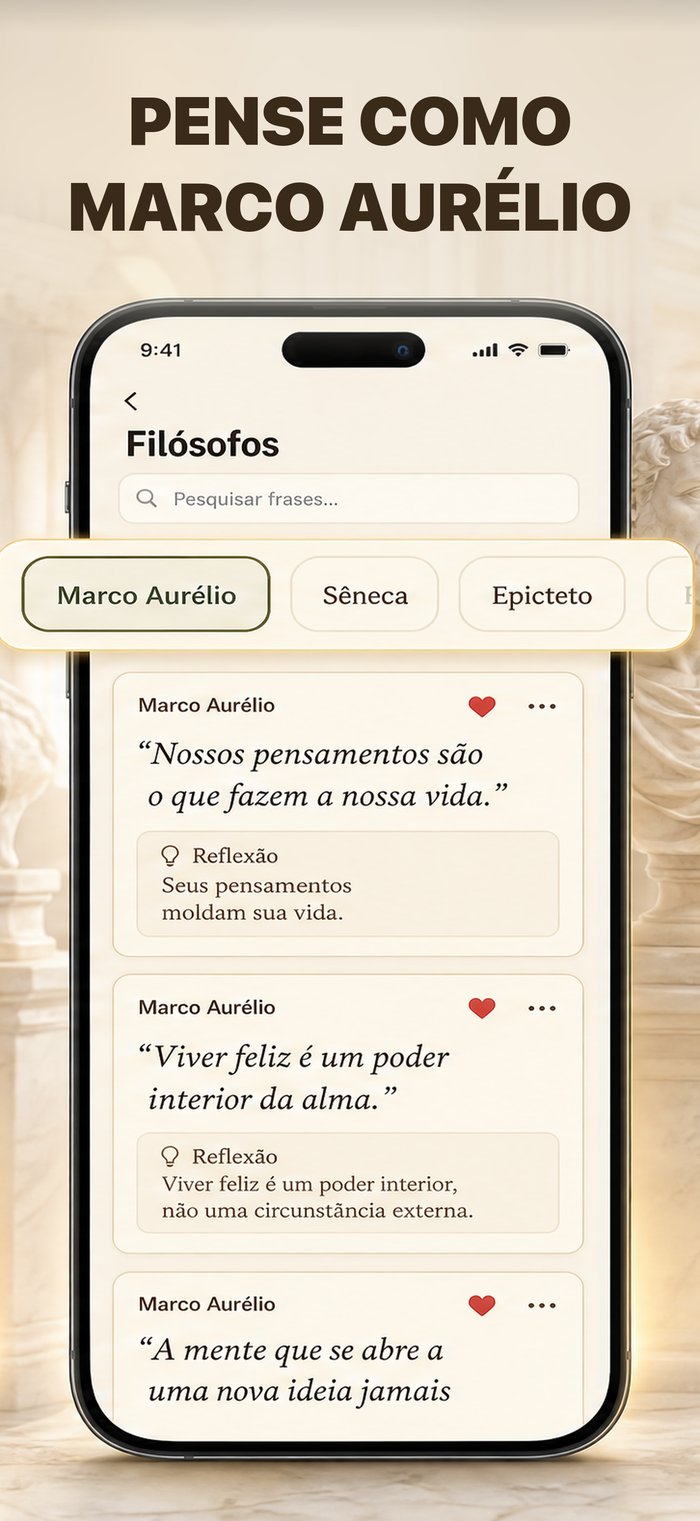 PENSE COMO
MARCO AURÉLIO
9:41
Filósofos
Pesquisar frases...
Marco Aurélio
Sêneca
Epicteto
Marco Aurélio
“Nossos pensamentos são
o que fazem a nossa vida.”
Reflexão
Seus pensamentos
moldam sua vida.
Marco Aurélio
“Viver feliz é um poder
interior da alma.”
Reflexão
Viver feliz é um poder interior,
não uma circunstãncia externa.
Marco Aurélio
“A mente que se abre a
uma nova ideia jamais